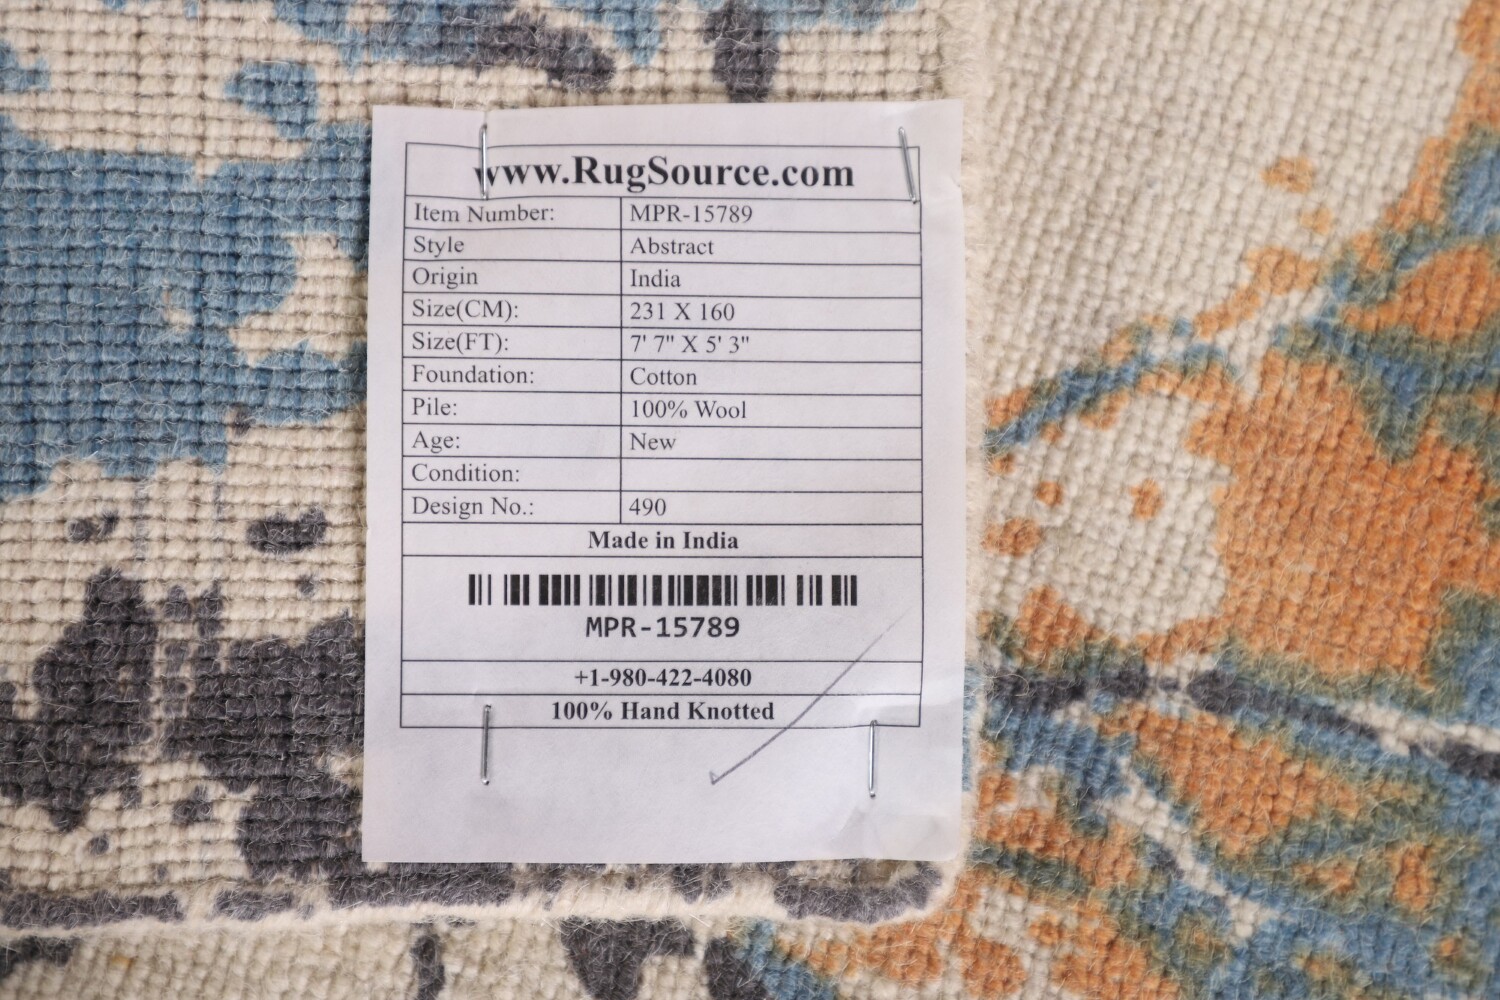 www.RugSource.com
Item Number: MPR-15789
Style Abstract
Origin India
Size(CM): 231 X 160
Size(FT): 7' 7" X 5' 3"
Foundation: Cotton
Pile: 100% Wool
Age: New
Condition:
Design No.: 490
Made in India
MPR-15789
+1-980-422-4080
100% Hand Knotted